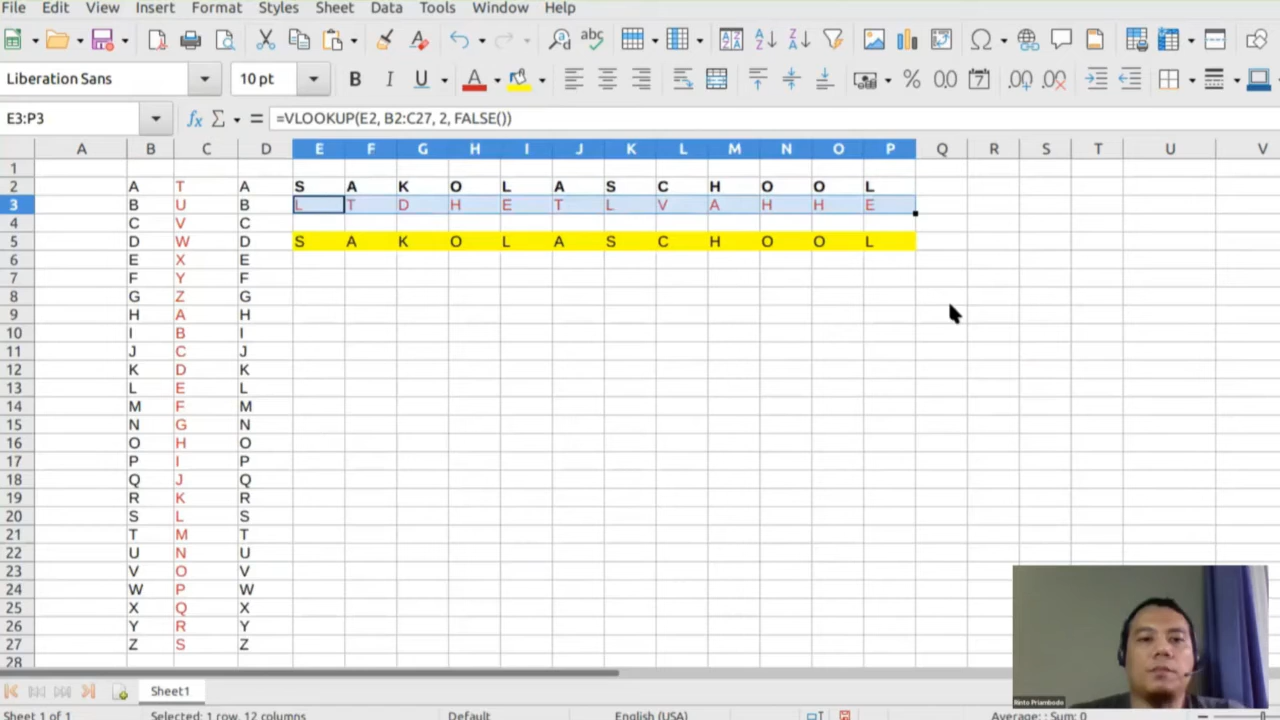 File Edit View Insert Format Styles Sheet Data Tools Window Help
Liberation Sans 10 pt
E3:P3 =VLOOKUP(E2, B2:C27, 2, FALSE())
A B C D E F G H I J K L M N O P Q R S T U V
1
2 A T A S A K O L A S C H O O L
3 B U B L T D H E T L V A H H E
4 C V C
5 D W D S A K O L A S C H O O L
6 E X E
7 F Y F
8 G Z G
9 H A H
10 I B I
11 J C J
12 K D K
13 L E L
14 M F M
15 N G N
16 O H O
17 P I P
18 Q J Q
19 R K R
20 S L S
21 T M T
22 U N U
23 V O V
24 W P W
25 X Q X
26 Y R Y
27 Z S Z
28
Rinto Priambodo
Sheet1
Sheet 1 of 1 Selected: 1 row, 12 columns Default English (USA) Average: ; Sum: 0